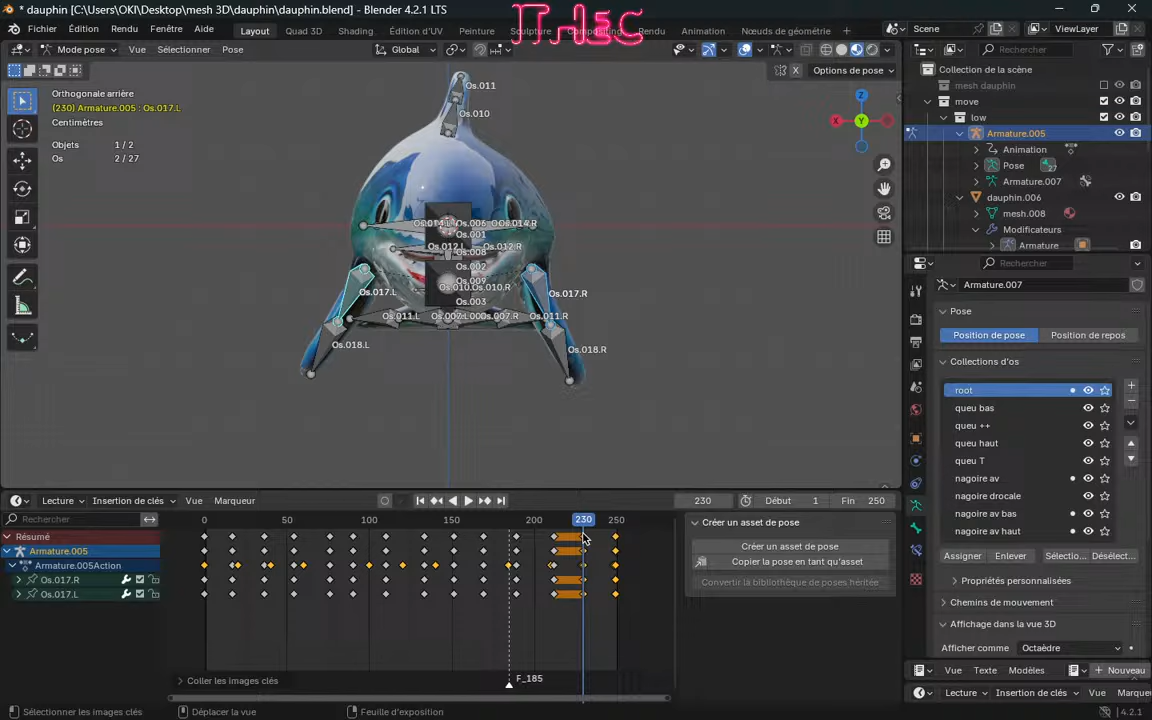 * dauphin [C:\Users\OKI\Desktop\mesh 3D\dauphin\dauphin.blend] - Blender 4.2.1 LTS
Fichier Édition Rendu Fenêtre Aide Layout Quad 3D Shading Édition d'UV Peinture Sculpture Compositing Rendu Animation Nœuds de géométrie Scene ViewLayer
Mode pose Vue Sélectionner Pose Global Rechercher
X Options de pose
Orthogonale arrière
(230) Armature.005 : Os.017.L
Centimètres
Objets 1 / 2
Os 2 / 27
Os.011
Os.010
Z
X
Y
Os.006
Os.014.R
Os.001
Os.012.L
Os.012.R
Os.008
Os.002
Os.009
Os.010.R
Os.003
Os.017.L
Os.017.R
Os.011.L
Os.007.R
Os.011.R
Os.018.L
Os.018.R
Collection de la scène
mesh dauphin
move
low
Armature.005
Animation
Pose
27
Armature.007
dauphin.006
mesh.008
Modificateurs
Armature
Rechercher
Armature.007
Pose
Position de pose Position de repos
Collections d'os
root
queu bas
queu ++
queu haut
queu T
nagoire av
nagoire drocale
nagoire av bas
nagoire av haut
Assigner Enlever Sélectio... Désélect...
Propriétés personnalisées
Chemins de mouvement
Affichage dans la vue 3D
Afficher comme Octaèdre
Vue Texte Modèles Nouveau
Lecture Insertion de clés Vue Marque
Lecture Insertion de clés Vue Marqueur 230 Début 1 Fin 250
Rechercher 0 50 100 150 200 230 250
Résumé
Armature.005
Armature.005Action
Os.017.R
Os.017.L
Créer un asset de pose
Créer un asset de pose
Copier la pose en tant qu'asset
Convertir la bibliothèque de poses héritée
Coller les images clés
F_185
Sélectionner les images clés Déplacer la vue Feuille d'exposition 4.2.1